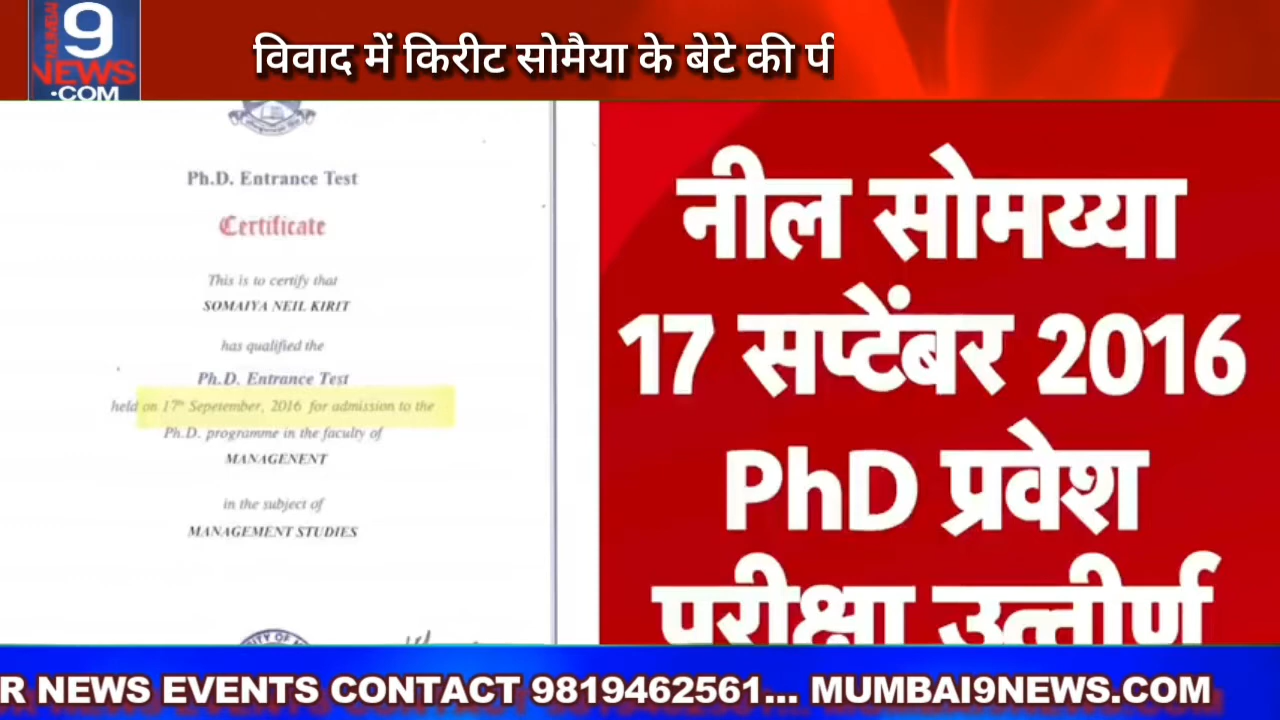 MUMBAI
9
NEWS
.COM
विवाद में किरीट सोमैया के बेटे की पी
Ph.D. Entrance Test
Certificate
This is to certify that
SOMAIYA NEIL KIRIT
has qualified the
Ph.D. Entrance Test
held on 17th Sepetember, 2016 for admission to the
Ph.D. programme in the faculty of
MANAGENENT
in the subject of
MANAGEMENT STUDIES
नील सोमय्या
17 सप्टेंबर 2016
PhD प्रवेश
परीक्षा उत्तीर्ण
R NEWS EVENTS CONTACT 9819462561... MUMBAI9NEWS.COM